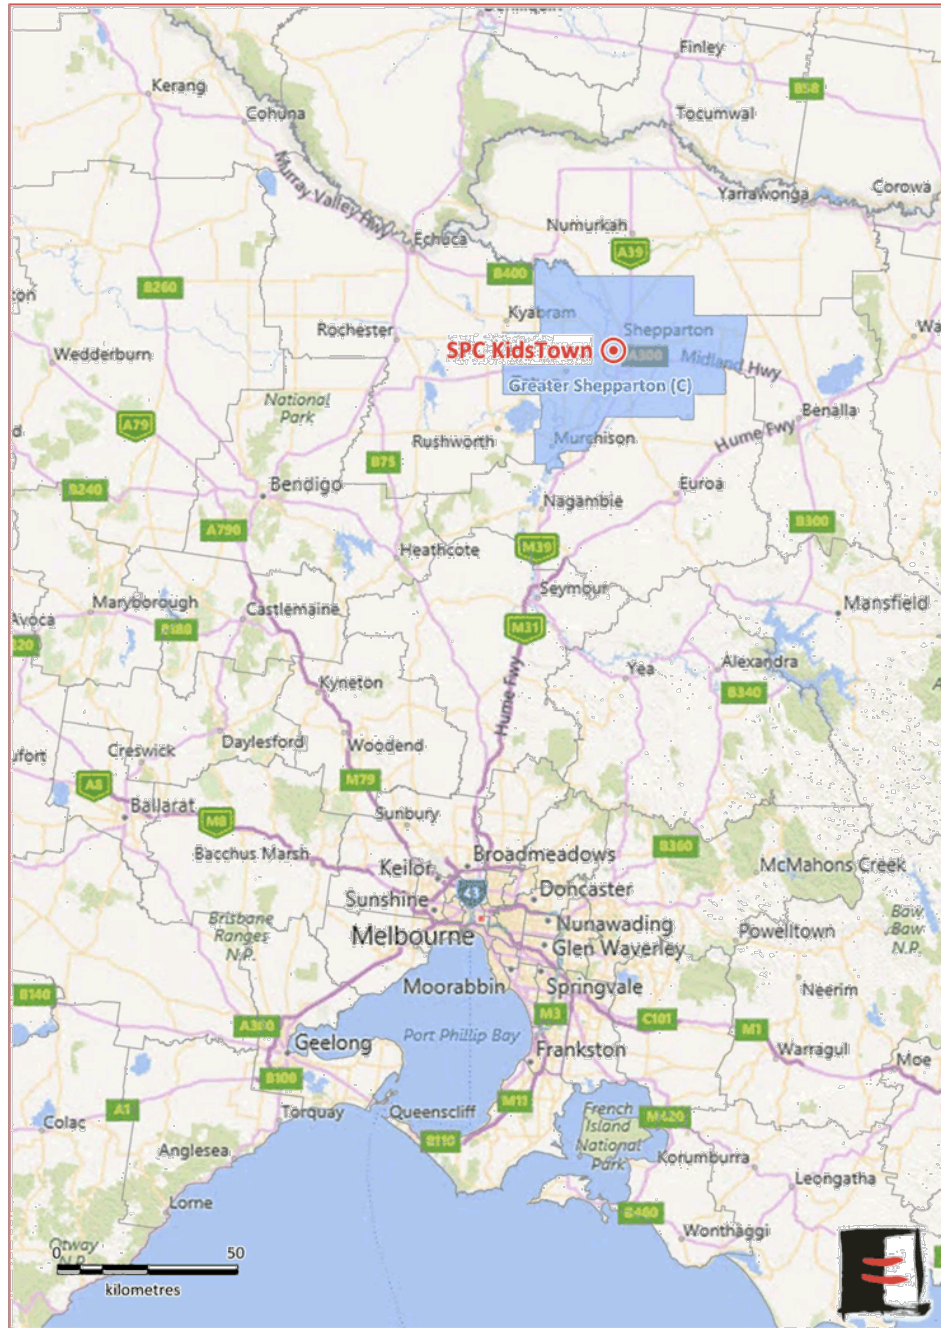 Finley
B58
Kerang
Cohuna
Tocumwal
Murray Valley Hwy
Yarrawonga
Corowa
Numurkah
Echuca
A39
B400
B260
Kyabram
Rochester
Shepparton
SPC KidsTown
A300
Midland Hwy
Wedderburn
Greater Shepparton (C)
National
Park
A79
Benalla
Rushworth
Murchison
Hume Fwy
B75
Bendigo
Euroa
B240
Nagambie
A790
B300
Heathcote
M39
Seymour
Maryborough
Castlemaine
Mansfield
Avoca
B180
M31
Yea
Alexandra
B340
Kyneton
Hume Fwy
Daylesford
Woodend
Creswick
M79
A8
Ballarat
M8
Sunbury
Bacchus Marsh
B360
Broadmeadows
Keilor
McMahons Creek
Doncaster
Sunshine
Brisbane
Ranges
N.P.
Nunawading
Baw
Baw
N.P.
Melbourne
Powelltown
Glen Waverley
Moorabbin
Springvale
Neerim
B140
M3
C101
A300
M1
Port Phillip Bay
Geelong
Frankston
Warragul
Moe
B100
M11
A1
Torquay
Queenscliff
French
Island
National
Park
M420
Colac
B110
Anglesea
Korumburra
Leongatha
Lorne
B460
Wonthaggi
Otway
N.P.
0 50
kilometres